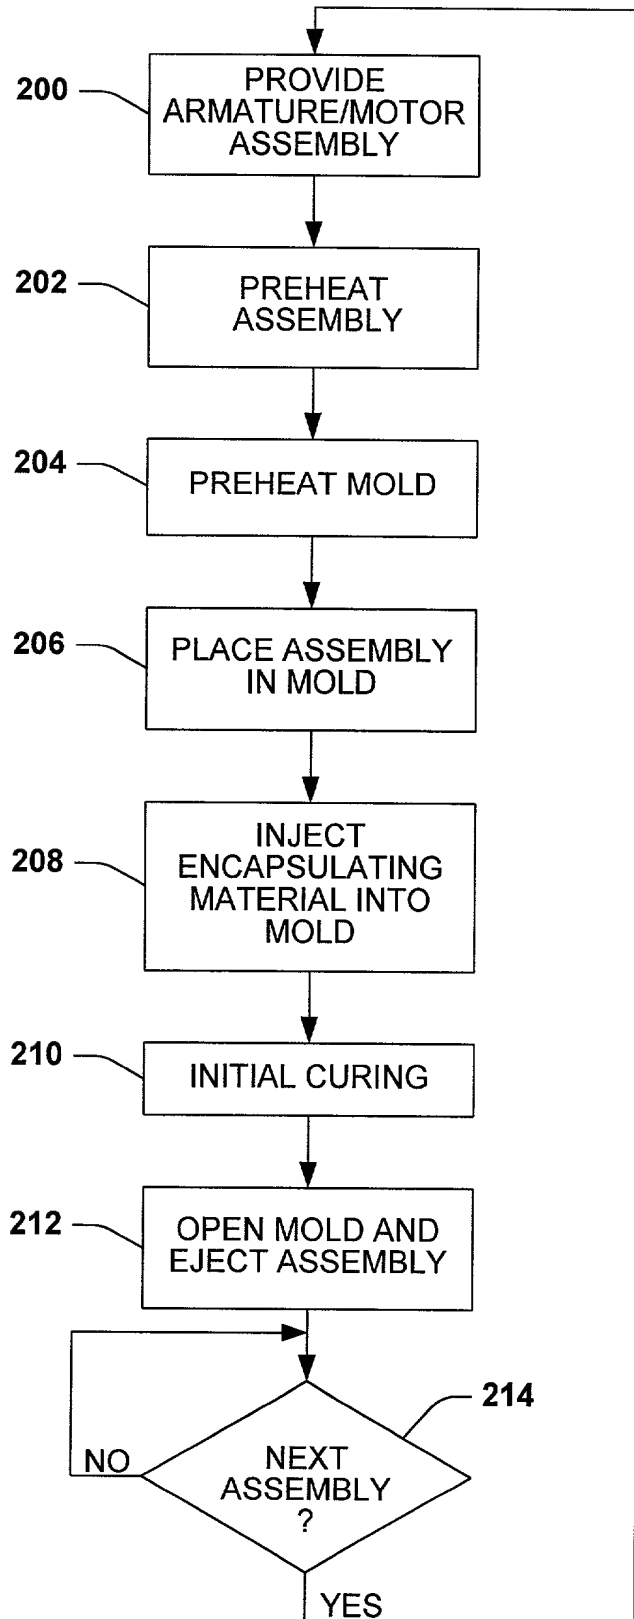 200
PROVIDE
ARMATURE/MOTOR
ASSEMBLY
202
PREHEAT
ASSEMBLY
204
PREHEAT MOLD
206
PLACE ASSEMBLY
IN MOLD
208
INJECT
ENCAPSULATING
MATERIAL INTO
MOLD
210
INITIAL CURING
212
OPEN MOLD AND
EJECT ASSEMBLY
214
NO
NEXT
ASSEMBLY
?
YES